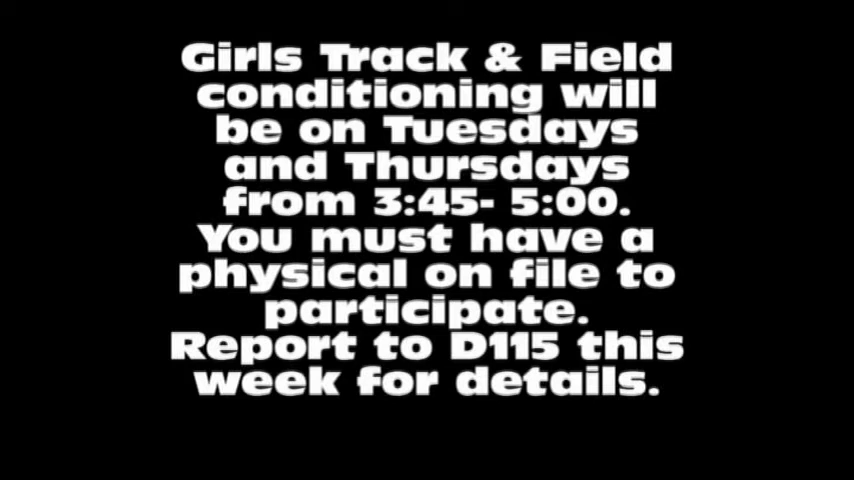 Girls Track & Field
conditioning will
be on Tuesdays
and Thursdays
from 3:45- 5:00.
You must have a
physical on file to
participate.
Report to D115 this
week for details.